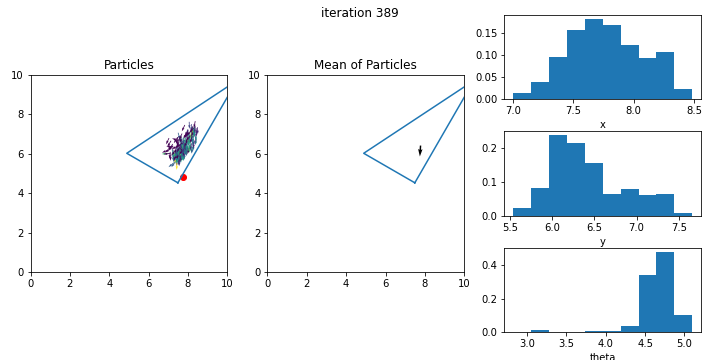 iteration 389
Particles
10
8
6
4
2
0
0 2 4 6 8 10
Mean of Particles
10
8
6
4
2
0
0 2 4 6 8 10
0.15
0.10
0.05
0.00
7.0 7.5 8.0 8.5
x
0.2
0.1
0.0
5.5 6.0 6.5 7.0 7.5
y
0.4
0.2
0.0
3.0 3.5 4.0 4.5 5.0
theta